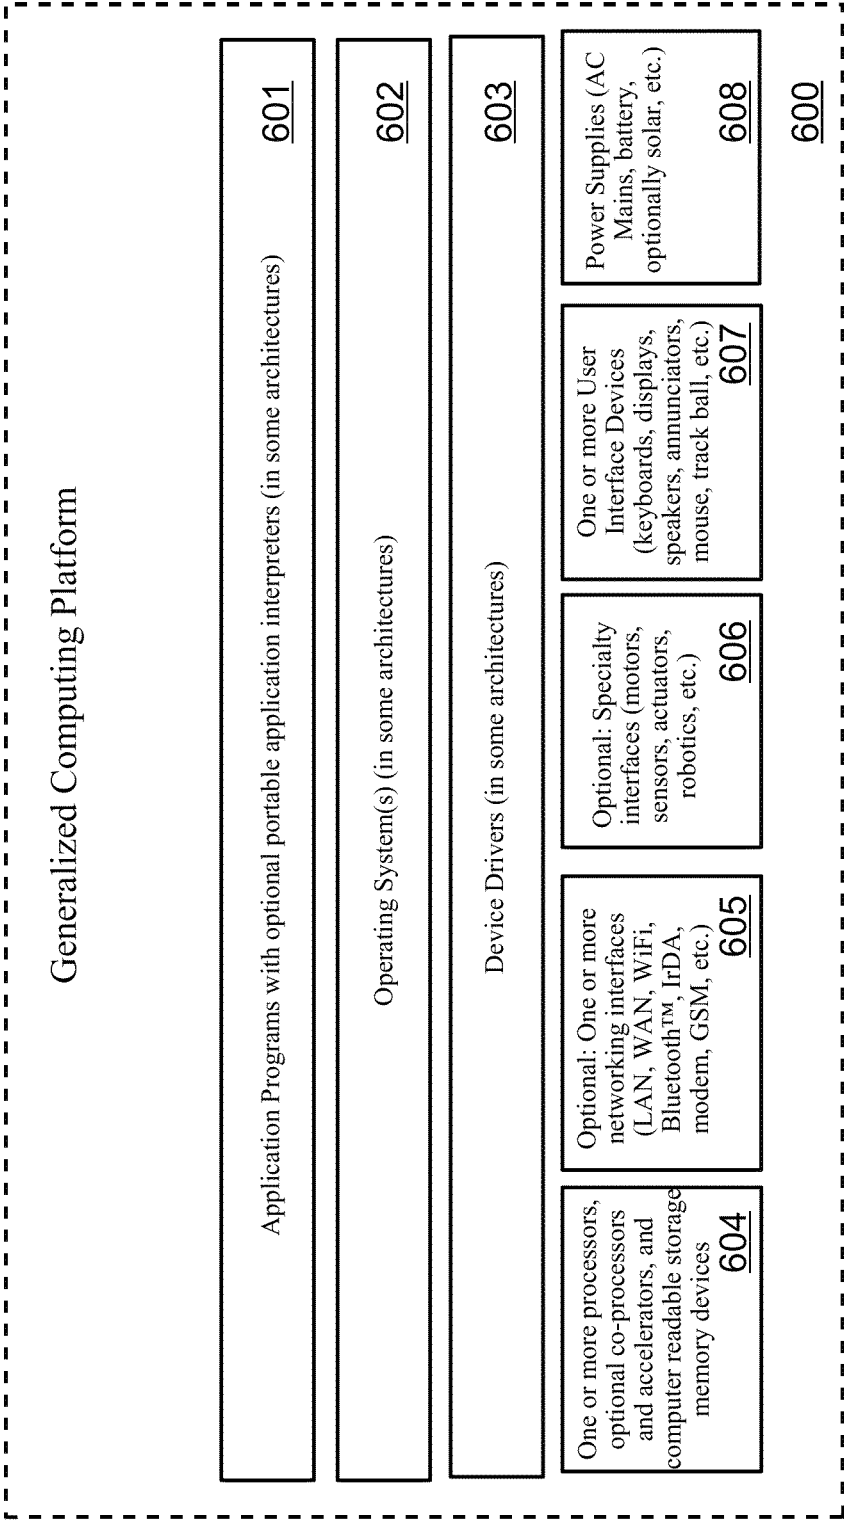 Generalized Computing Platform
Application Programs with optional portable application interpreters (in some architectures)
601
Operating System(s) (in some architectures)
602
Device Drivers (in some architectures)
603
One or more processors,
optional co-processors
and accelerators, and
computer readable storage
memory devices
604
Optional: One or more
networking interfaces
(LAN, WAN, WiFi,
Bluetooth™, IrDA,
modem, GSM, etc.)
605
Optional: Specialty
interfaces (motors,
sensors, actuators,
robotics, etc.)
606
One or more User
Interface Devices
(keyboards, displays,
speakers, annunciators,
mouse, track ball, etc.)
607
Power Supplies (AC
Mains, battery,
optionally solar, etc.)
608
600